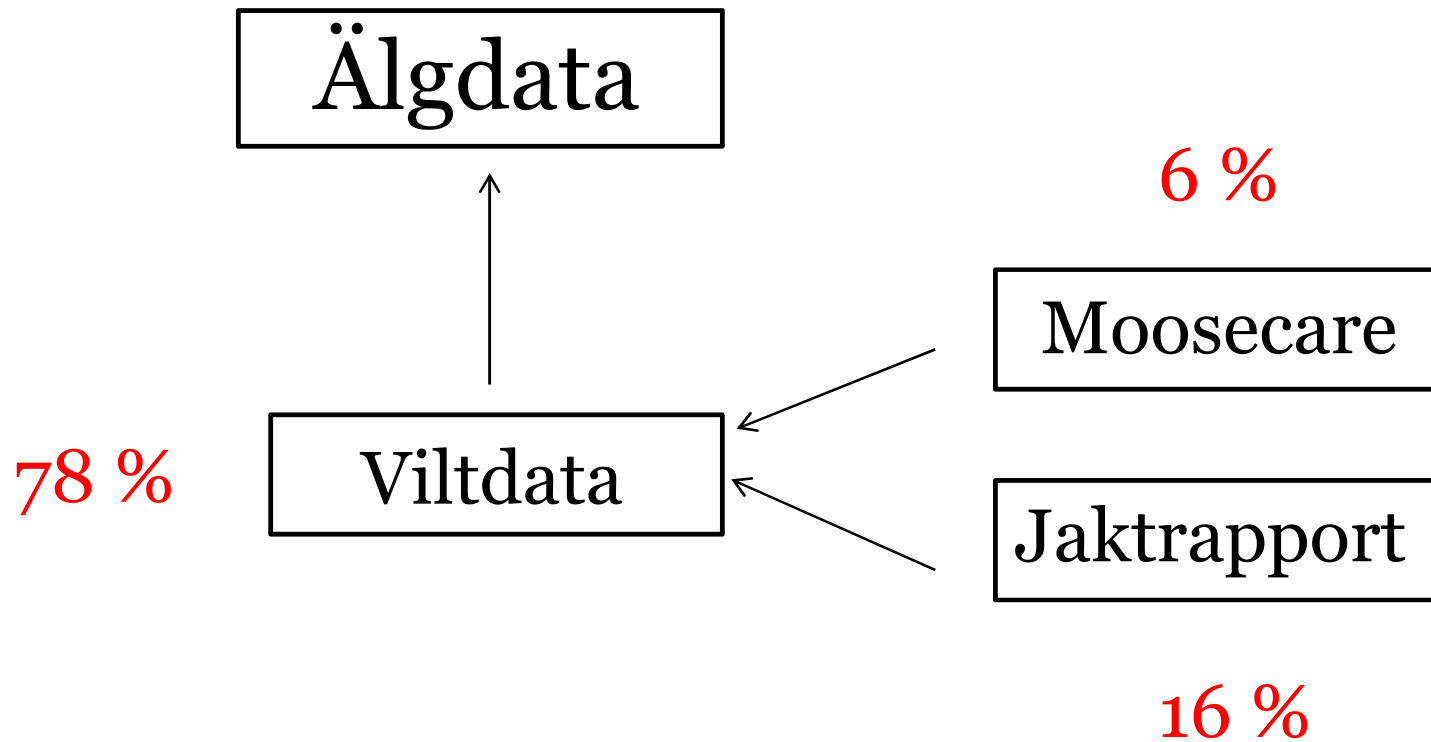 Älgdata
6 %
Moosecare
78 %
Viltdata
Jaktrapport
16 %